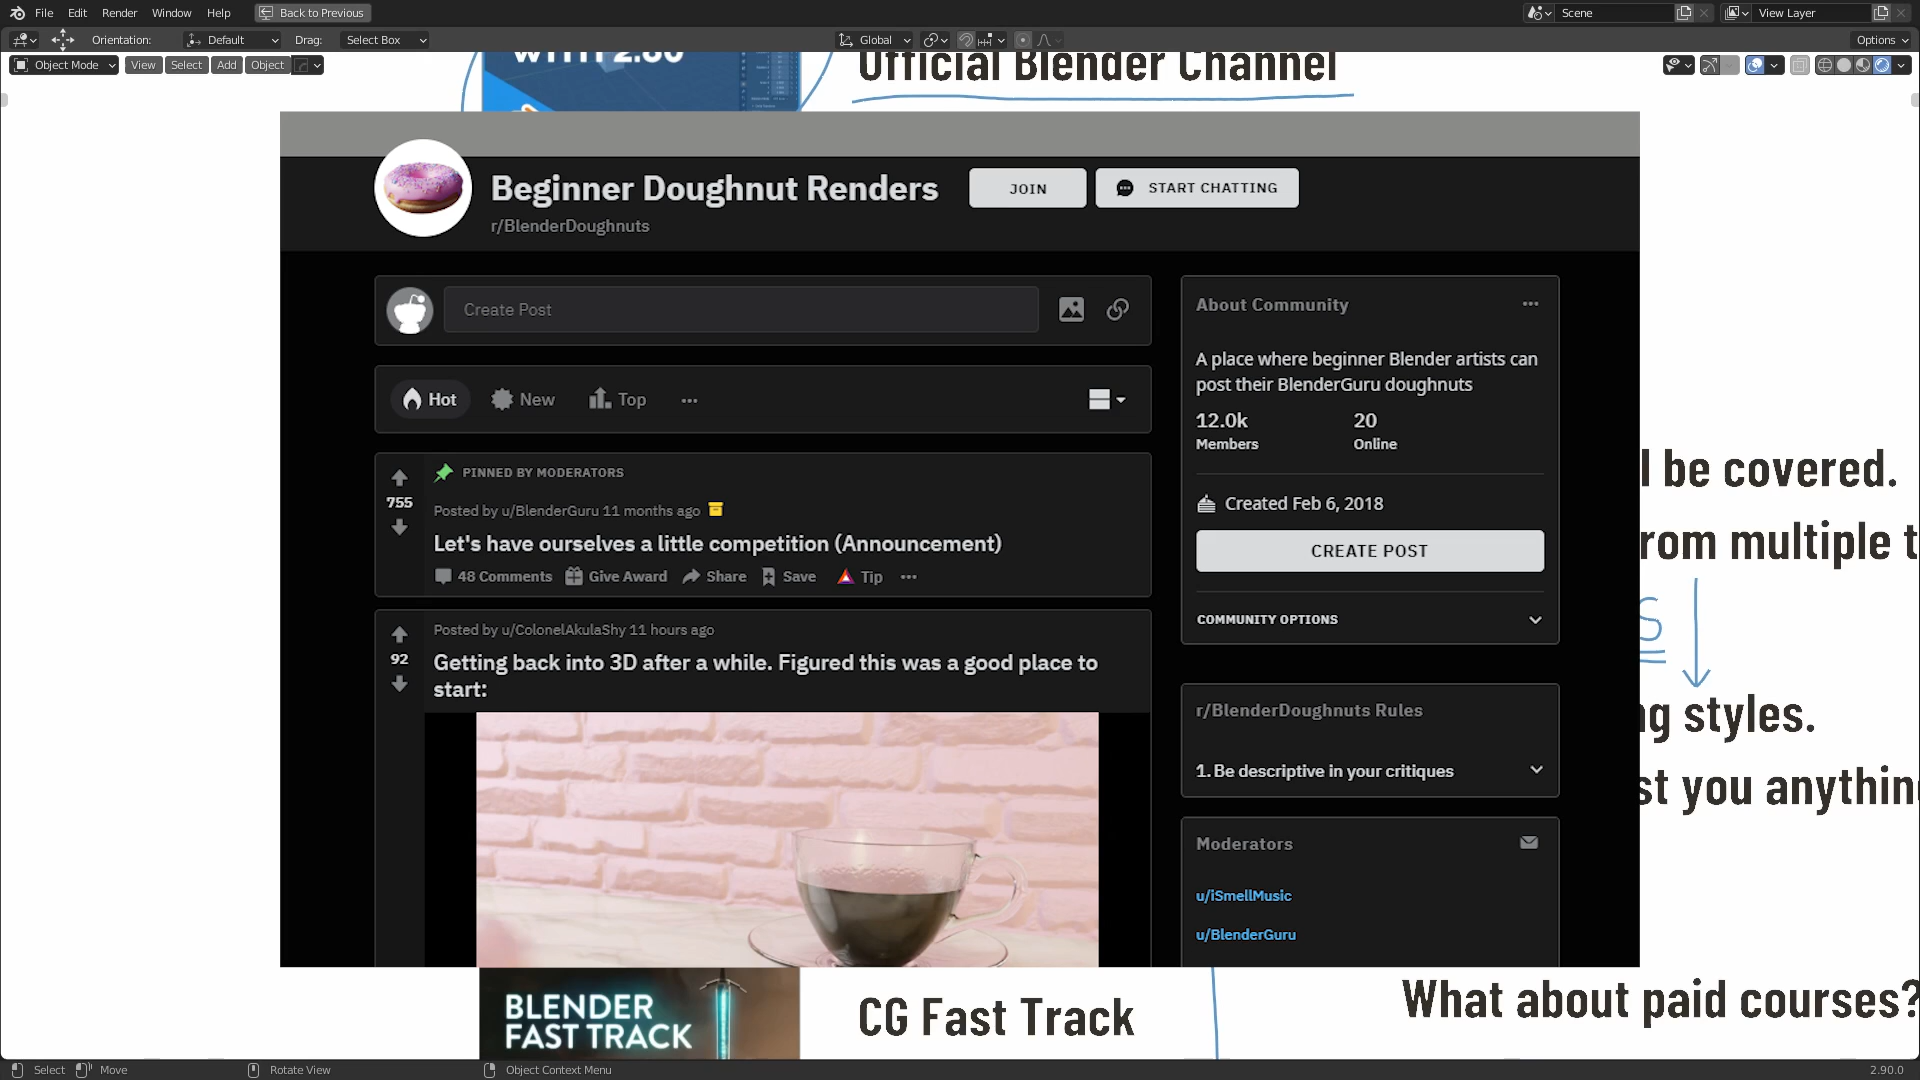 File Edit Render Window Help Back to Previous Scene View Layer
Orientation: Default Drag: Select Box Global Options
Object Mode View Select Add Object
WITH 2.80
Official Blender Channel
Beginner Doughnut Renders
r/BlenderDoughnuts
JOIN
START CHATTING
Create Post
Hot New Top
PINNED BY MODERATORS
755
Posted by u/BlenderGuru 11 months ago
Let's have ourselves a little competition (Announcement)
48 Comments Give Award Share Save Tip
Posted by u/ColonelAkulaShy 11 hours ago
92
Getting back into 3D after a while. Figured this was a good place to
start:
About Community
A place where beginner Blender artists can
post their BlenderGuru doughnuts
12.0k 20
Members Online
Created Feb 6, 2018
CREATE POST
COMMUNITY OPTIONS
r/BlenderDoughnuts Rules
1. Be descriptive in your critiques
Moderators
u/iSmellMusic
u/BlenderGuru
l be covered.
rom multiple t
S
ng styles.
st you anythin
BLENDER
FAST TRACK
CG Fast Track
What about paid courses?
Select Move Rotate View Object Context Menu 2.90.0